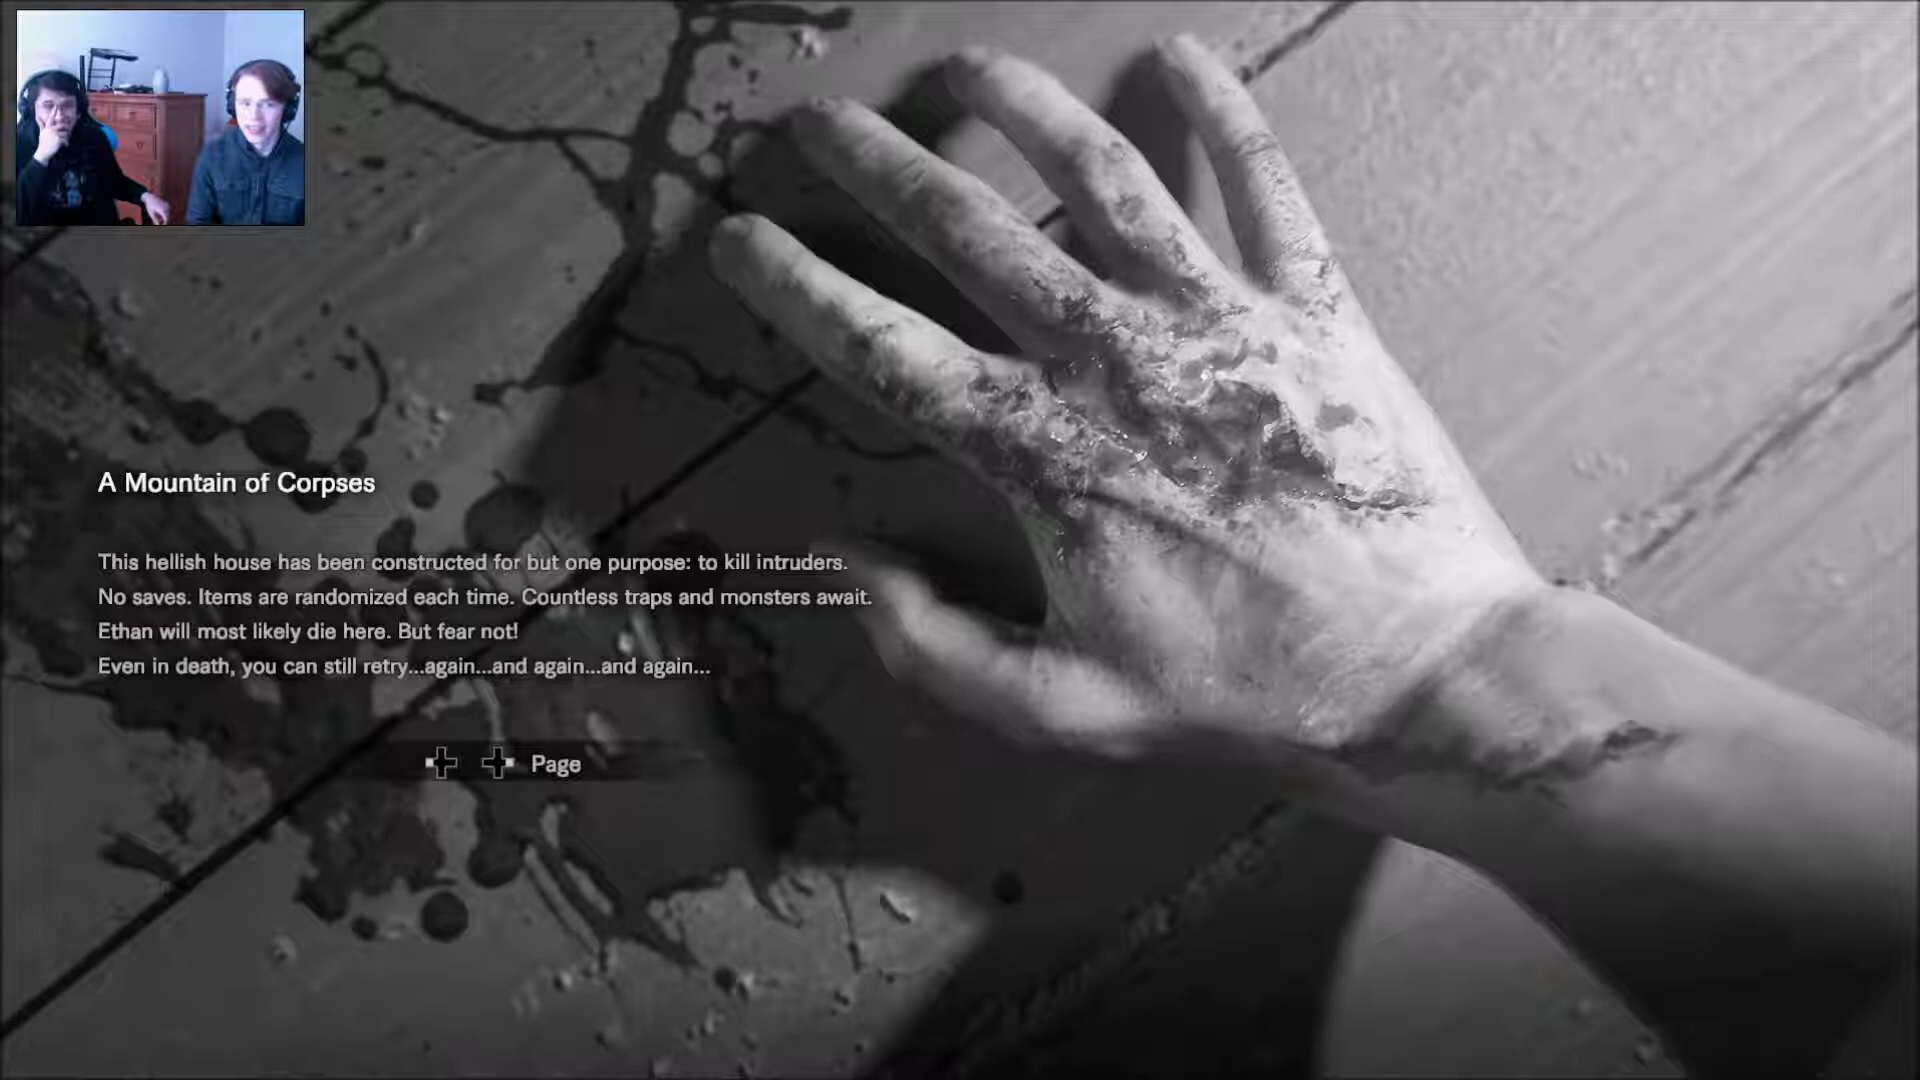 A Mountain of Corpses
This hellish house has been constructed for but one purpose: to kill intruders.
No saves. Items are randomized each time. Countless traps and monsters await.
Ethan will most likely die here. But fear not!
Even in death, you can still retry...again...and again...and again...
Page